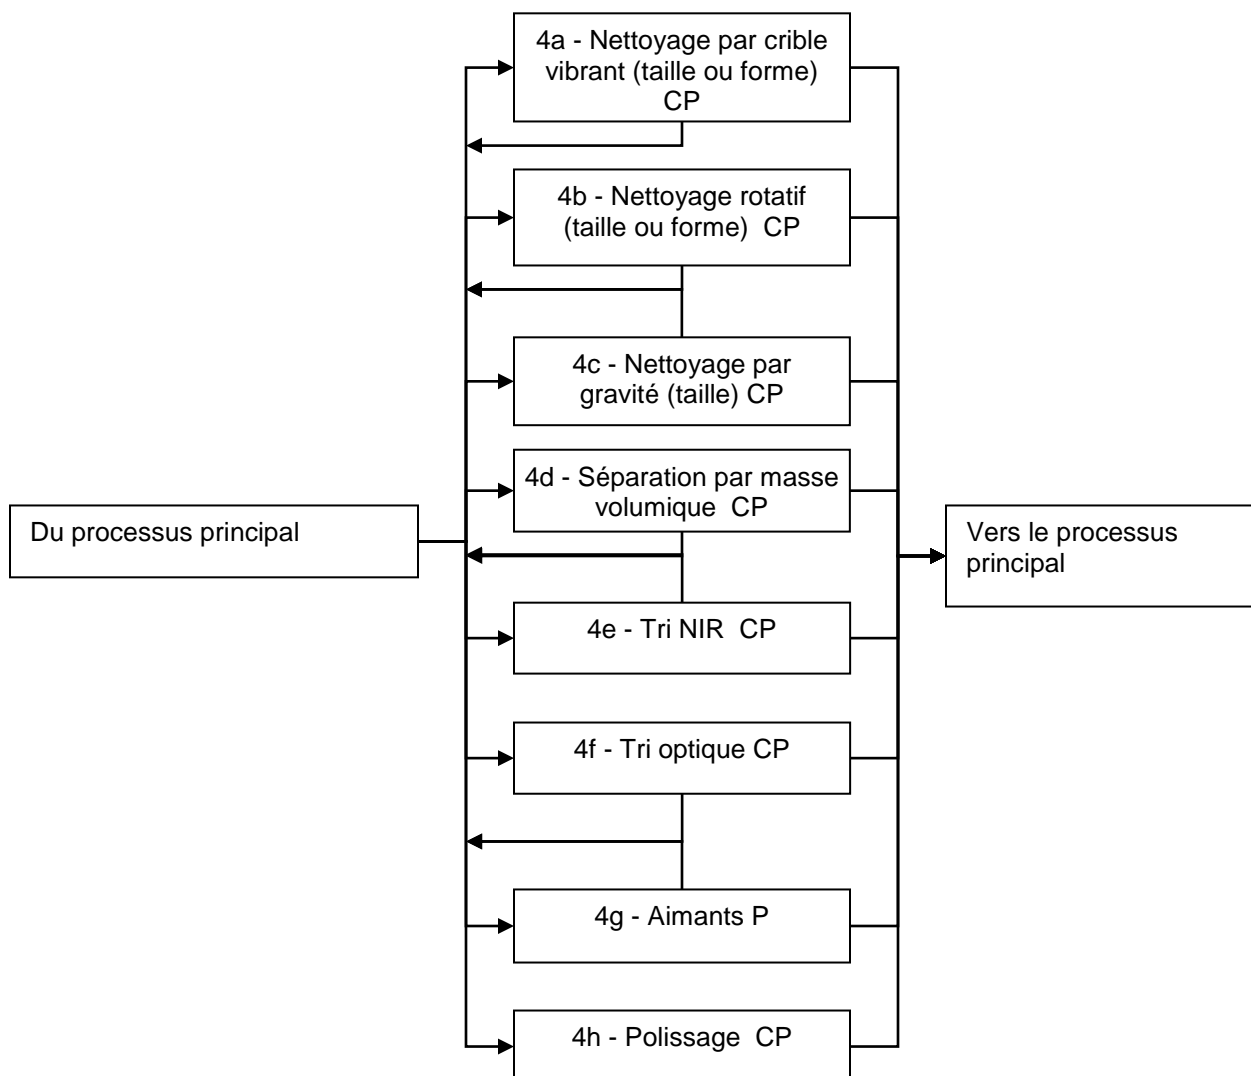 4a - Nettoyage par crible
vibrant (taille ou forme)
CP
4b - Nettoyage rotatif
(taille ou forme)  CP
4c - Nettoyage par
gravité (taille) CP
4d - Séparation par masse
volumique  CP
Du processus principal
Vers le processus
principal
4e - Tri NIR  CP
4f - Tri optique CP
4g - Aimants P
4h - Polissage  CP